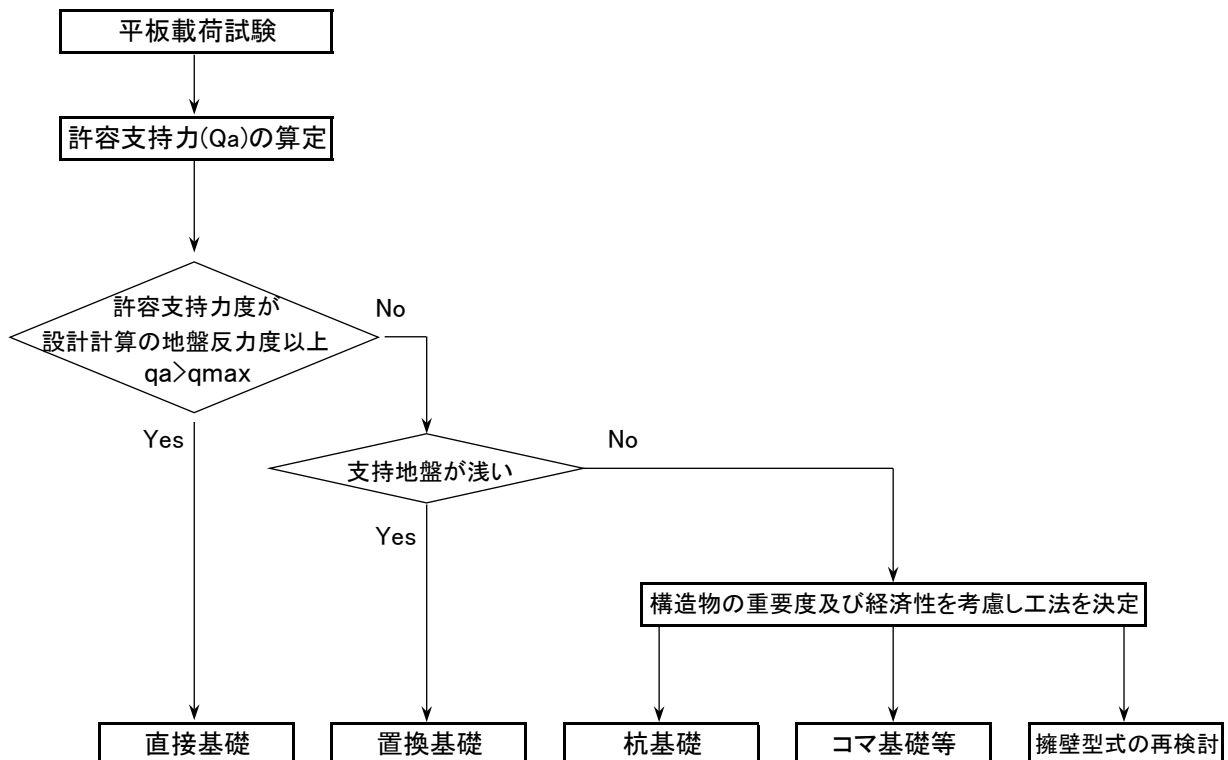 平板載荷試験
許容支持力(Qa)の算定
許容支持力度が
設計計算の地盤反力度以上
qa>qmax
No
Yes
支持地盤が浅い
No
Yes
構造物の重要度及び経済性を考慮し工法を決定
直接基礎
置換基礎
杭基礎
コマ基礎等
擁壁型式の再検討